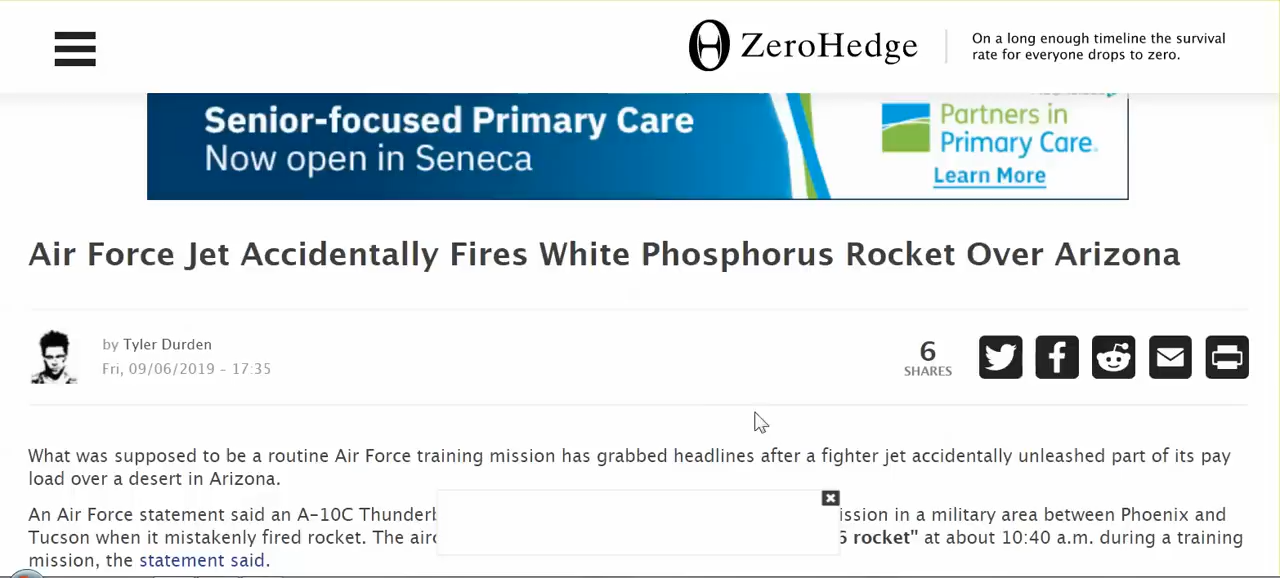 ZeroHedge
On a long enough timeline the survival
rate for everyone drops to zero.
Senior-focused Primary Care
Now open in Seneca
Partners in
Primary Care
Learn More
Air Force Jet Accidentally Fires White Phosphorus Rocket Over Arizona
by Tyler Durden
Fri, 09/06/2019 - 17:35
6
SHARES
What was supposed to be a routine Air Force training mission has grabbed headlines after a fighter jet accidentally unleashed part of its pay
load over a desert in Arizona.
An Air Force statement said an A-10C in a military area between Phoenix and
Tucson when it mistakenly fired rocket. The rocket" at about 10:40 a.m. during a training
mission, the statement said.